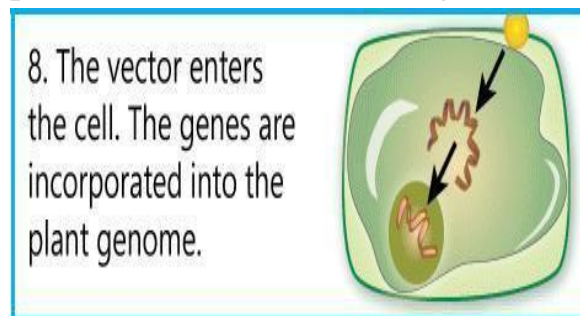 8. The vector enters
the cell. The genes are
incorporated into the
plant genome.